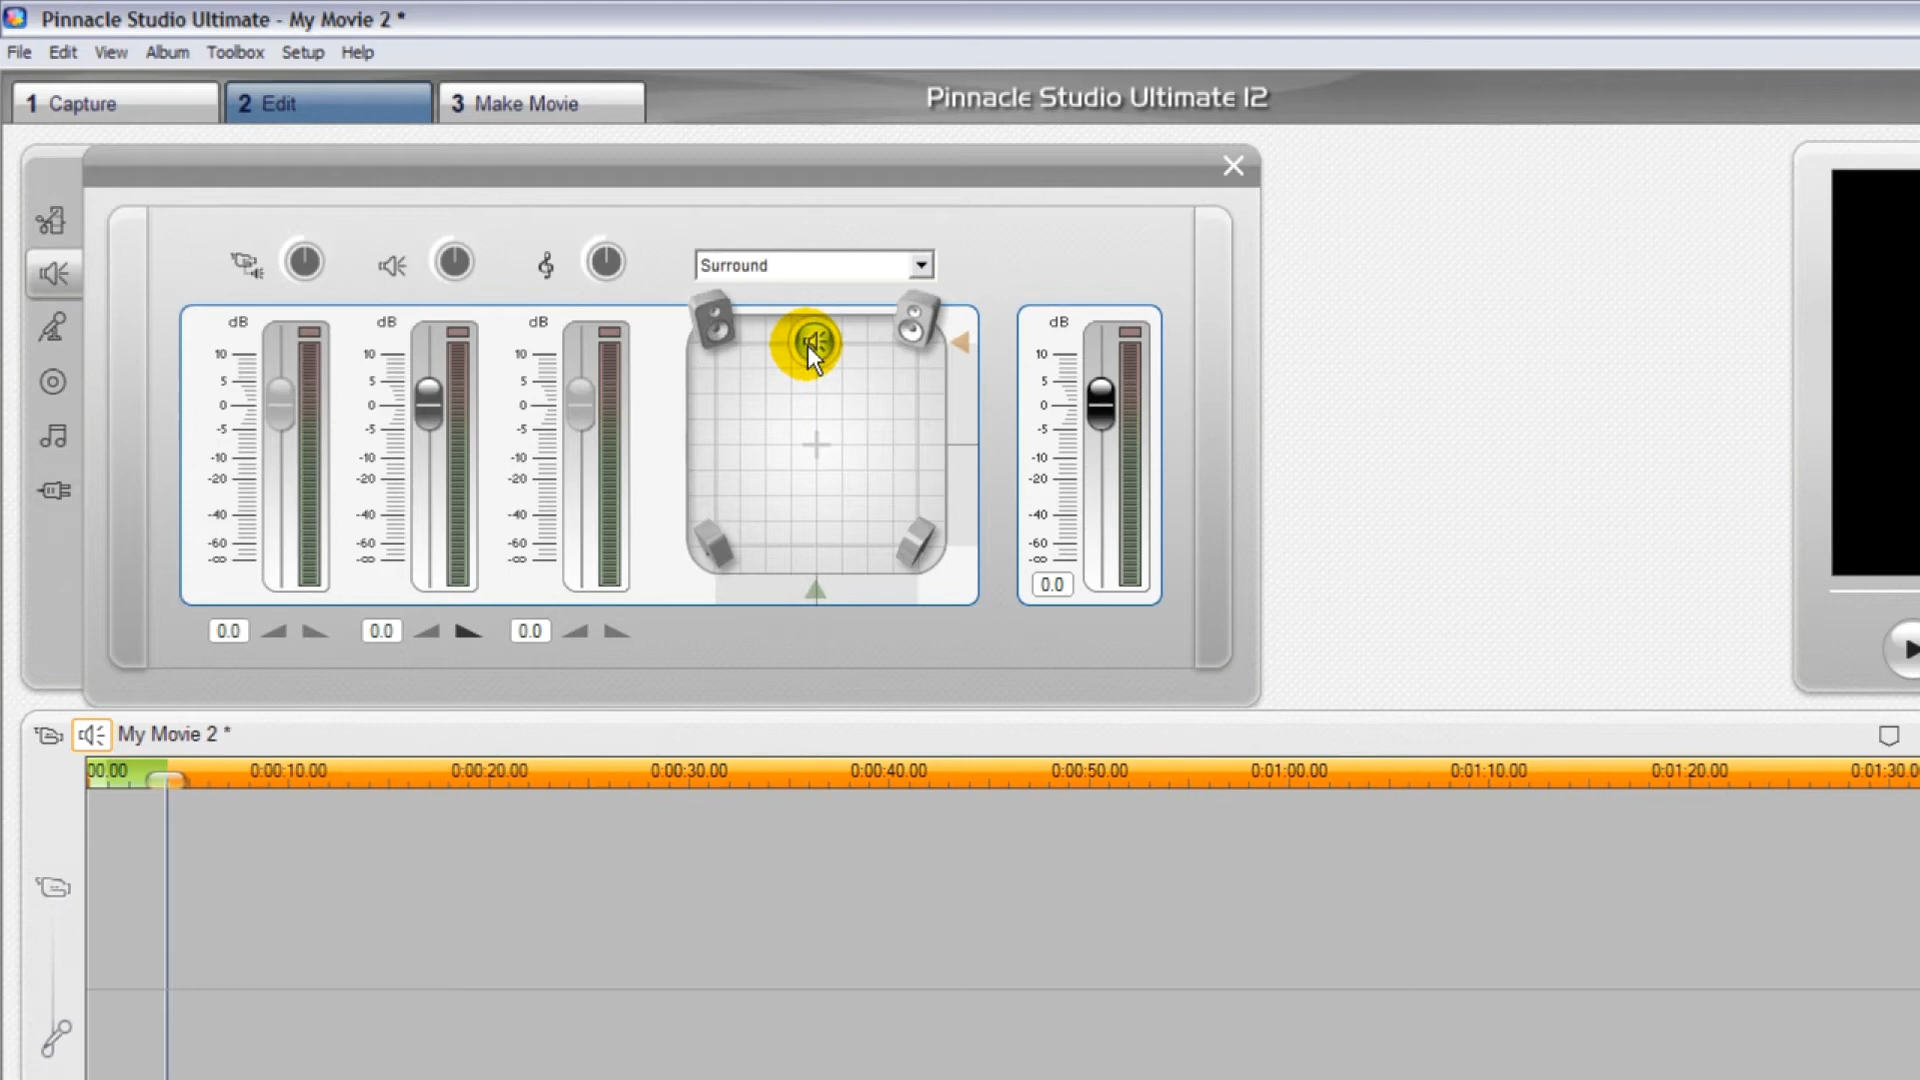 Pinnacle Studio Ultimate - My Movie 2 *
File Edit View Album Toolbox Setup Help
1 Capture 2 Edit 3 Make Movie Pinnacle Studio Ultimate 12
Surround
dB dB dB dB
10 10 10 10
5 5 5 5
0 0 0 0
-5 -5 -5 -5
-10 -10 -10 -10
-20 -20 -20 -20
-40 -40 -40 -40
-60 -60 -60 -60
-∞ -∞ -∞ -∞
0.0
0.0 0.0 0.0
My Movie 2 *
00.00 0:00:10.00 0:00:20.00 0:00:30.00 0:00:40.00 0:00:50.00 0:01:00.00 0:01:10.00 0:01:20.00 0:01:30.0